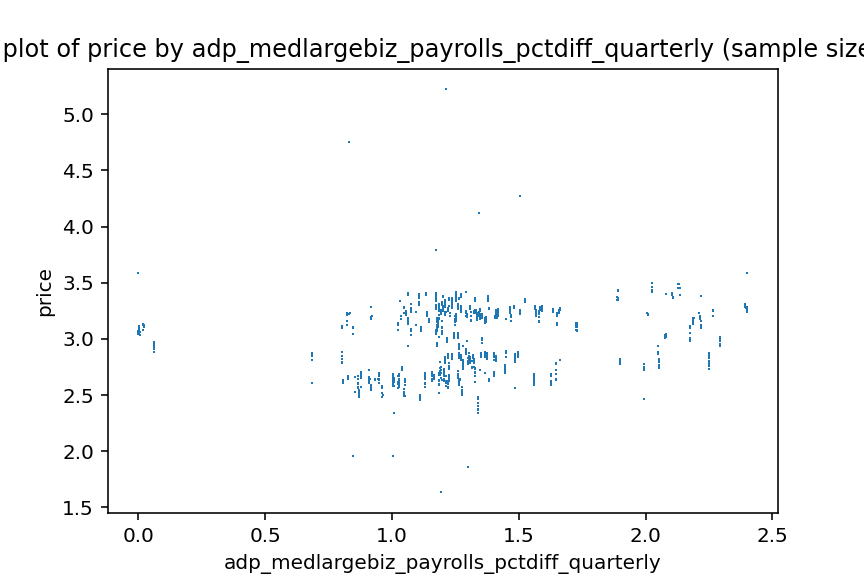 plot of price by adp_medlargebiz_payrolls_pctdiff_quarterly (sample size
5.0
4.5
4.0
3.5
3.0
2.5
2.0
1.5
price
0.0 0.5 1.0 1.5 2.0 2.5
adp_medlargebiz_payrolls_pctdiff_quarterly